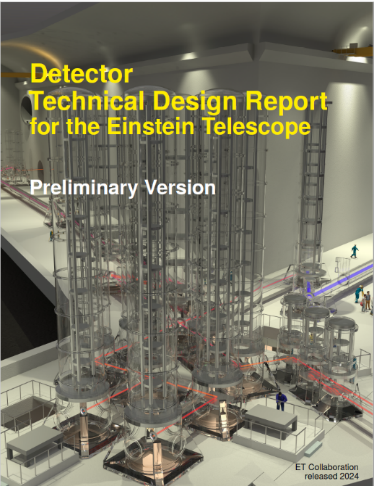 Detector
Technical Design Report
for the Einstein Telescope
Preliminary Version
ET Collaboration
released 2024